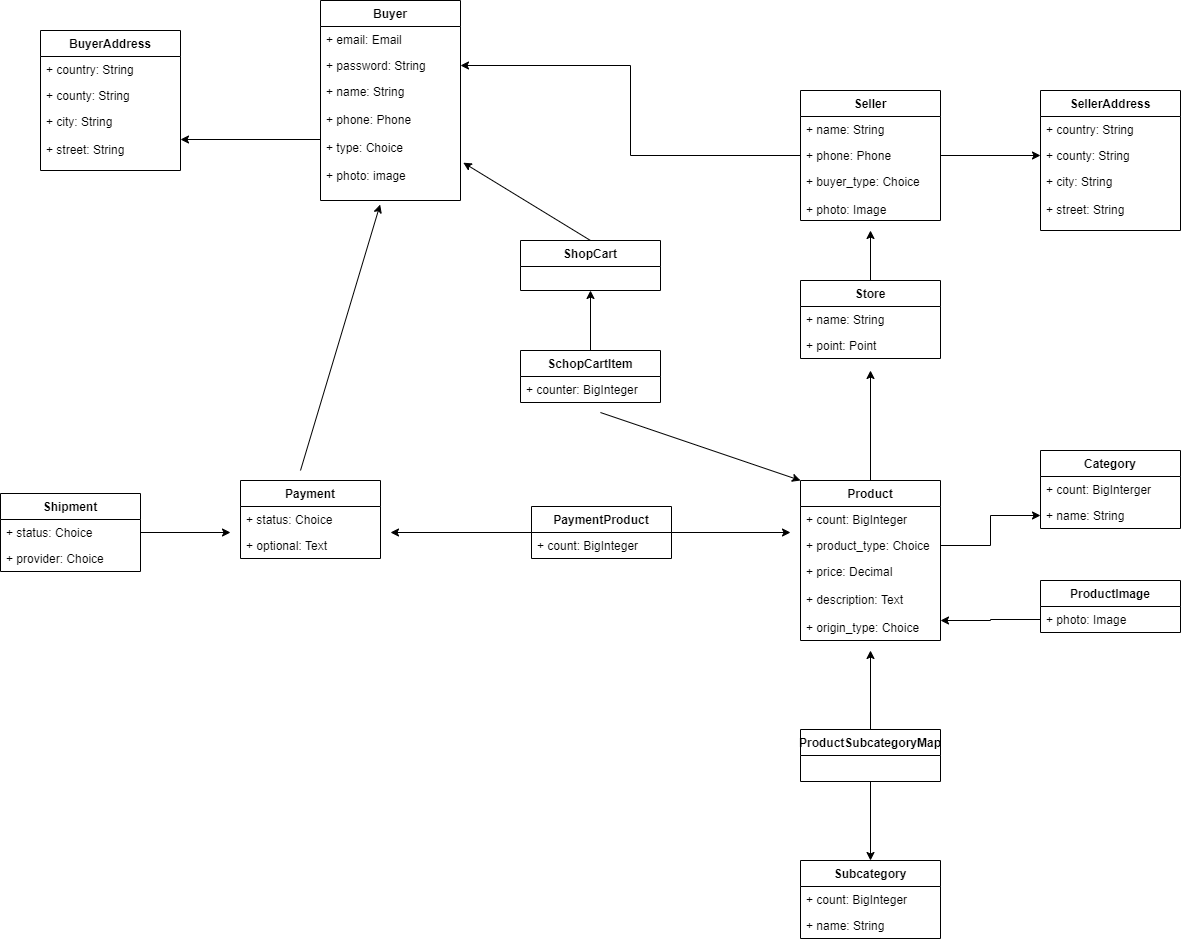 Buyer
+ email: Email
+ password: String
+ name: String
+ phone: Phone
+ type: Choice
+ photo: image
BuyerAddress
+ country: String
+ county: String
+ city: String
+ street: String
Seller
+ name: String
+ phone: Phone
+ buyer_type: Choice
+ photo: Image
SellerAddress
+ country: String
+ county: String
+ city: String
+ street: String
ShopCart
Store
+ name: String
+ point: Point
SchopCartItem
+ counter: BigInteger
Shipment
+ status: Choice
+ provider: Choice
Payment
+ status: Choice
+ optional: Text
PaymentProduct
+ count: BigInteger
Product
+ count: BigInteger
+ product_type: Choice
+ price: Decimal
+ description: Text
+ origin_type: Choice
Category
+ count: BigInterger
+ name: String
ProductImage
+ photo: Image
ProductSubcategoryMap
Subcategory
+ count: BigInteger
+ name: String